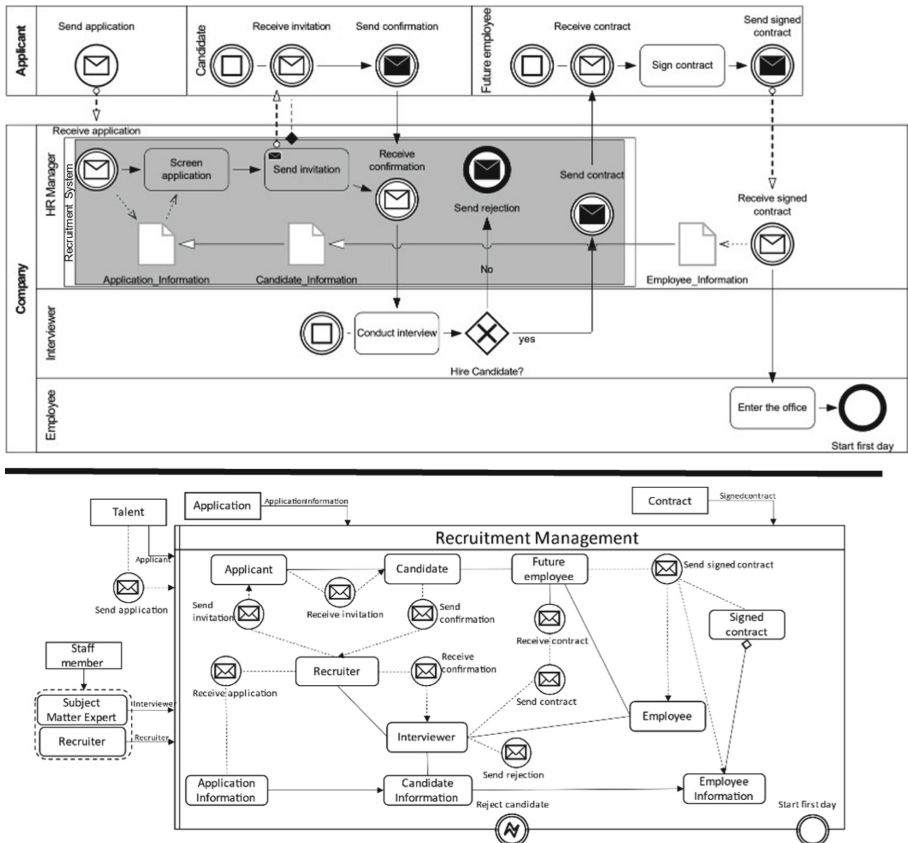 Applicant
Send application
Candidate
Receive invitation
Send confirmation
Future employee
Receive contract
Sign contract
Send signed
contract
Company
HR Manager
Recruitment_System
Receive application
Screen
application
Send invitation
Receive
confirmation
Send rejection
Send contract
Receive signed
contract
Application_Information
Candidate_Information
No
Employee_Information
Interviewer
Conduct interview
yes
Hire Candidate?
Employee
Enter the office
Start first day
Talent
Application
ApplicationInformation
Contract
Signedcontract
Recruitment Management
Applicant
Send application
Applicant
Candidate
Future
employee
Send signed contract
Send
invitation
Receive invitation
Send
confirmation
Receive contract
Signed
contract
Staff
member
Receive application
Recruiter
Receive
confirmation
Send contract
Subject
Matter Expert
Interviewer
Recruiter
Recruiter
Interviewer
Employee
Send rejection
Application
Information
Candidate
Information
Employee
Information
Reject candidate
Start first day